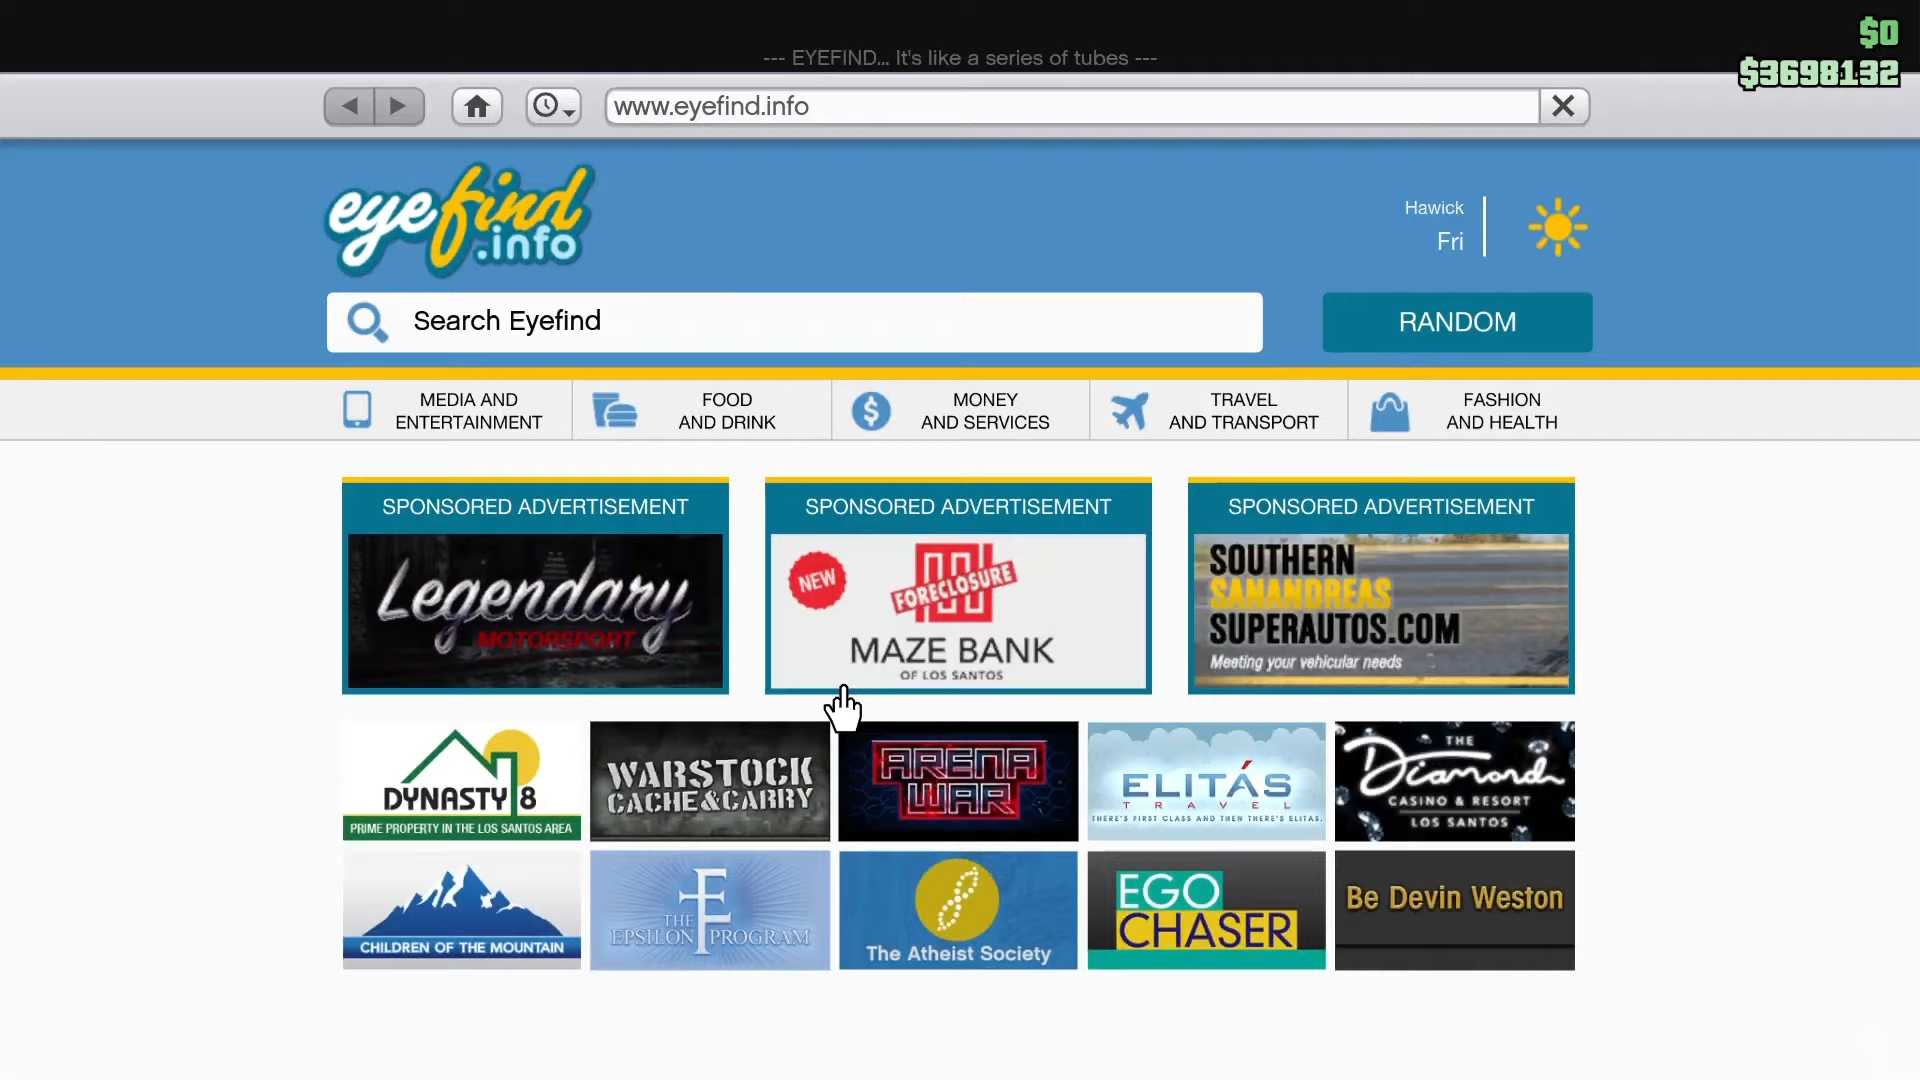 $0
--- EYEFIND... It's like a series of tubes ---
$3698132
www.eyefind.info
eyefind
.info
Hawick
Fri
Search Eyefind
RANDOM
MEDIA AND
ENTERTAINMENT
FOOD
AND DRINK
MONEY
AND SERVICES
TRAVEL
AND TRANSPORT
FASHION
AND HEALTH
SPONSORED ADVERTISEMENT
Legendary
MOTORSPORT
SPONSORED ADVERTISEMENT
NEW
FORECLOSURE
MAZE BANK
OF LOS SANTOS
SPONSORED ADVERTISEMENT
SOUTHERN
SANANDREAS
SUPERAUTOS.COM
Meeting your vehicular needs
DYNASTY 8
PRIME PROPERTY IN THE LOS SANTOS AREA
WARSTOCK
CACHE&CARRY
ARENA
WAR
ELITÁS
TRAVEL
THERE'S FIRST CLASS AND THEN THERE'S ELITAS.
THE
Diamond
CASINO & RESORT
LOS SANTOS
CHILDREN OF THE MOUNTAIN
THE
EPSILON PROGRAM
The Atheist Society
EGO
CHASER
Be Devin Weston